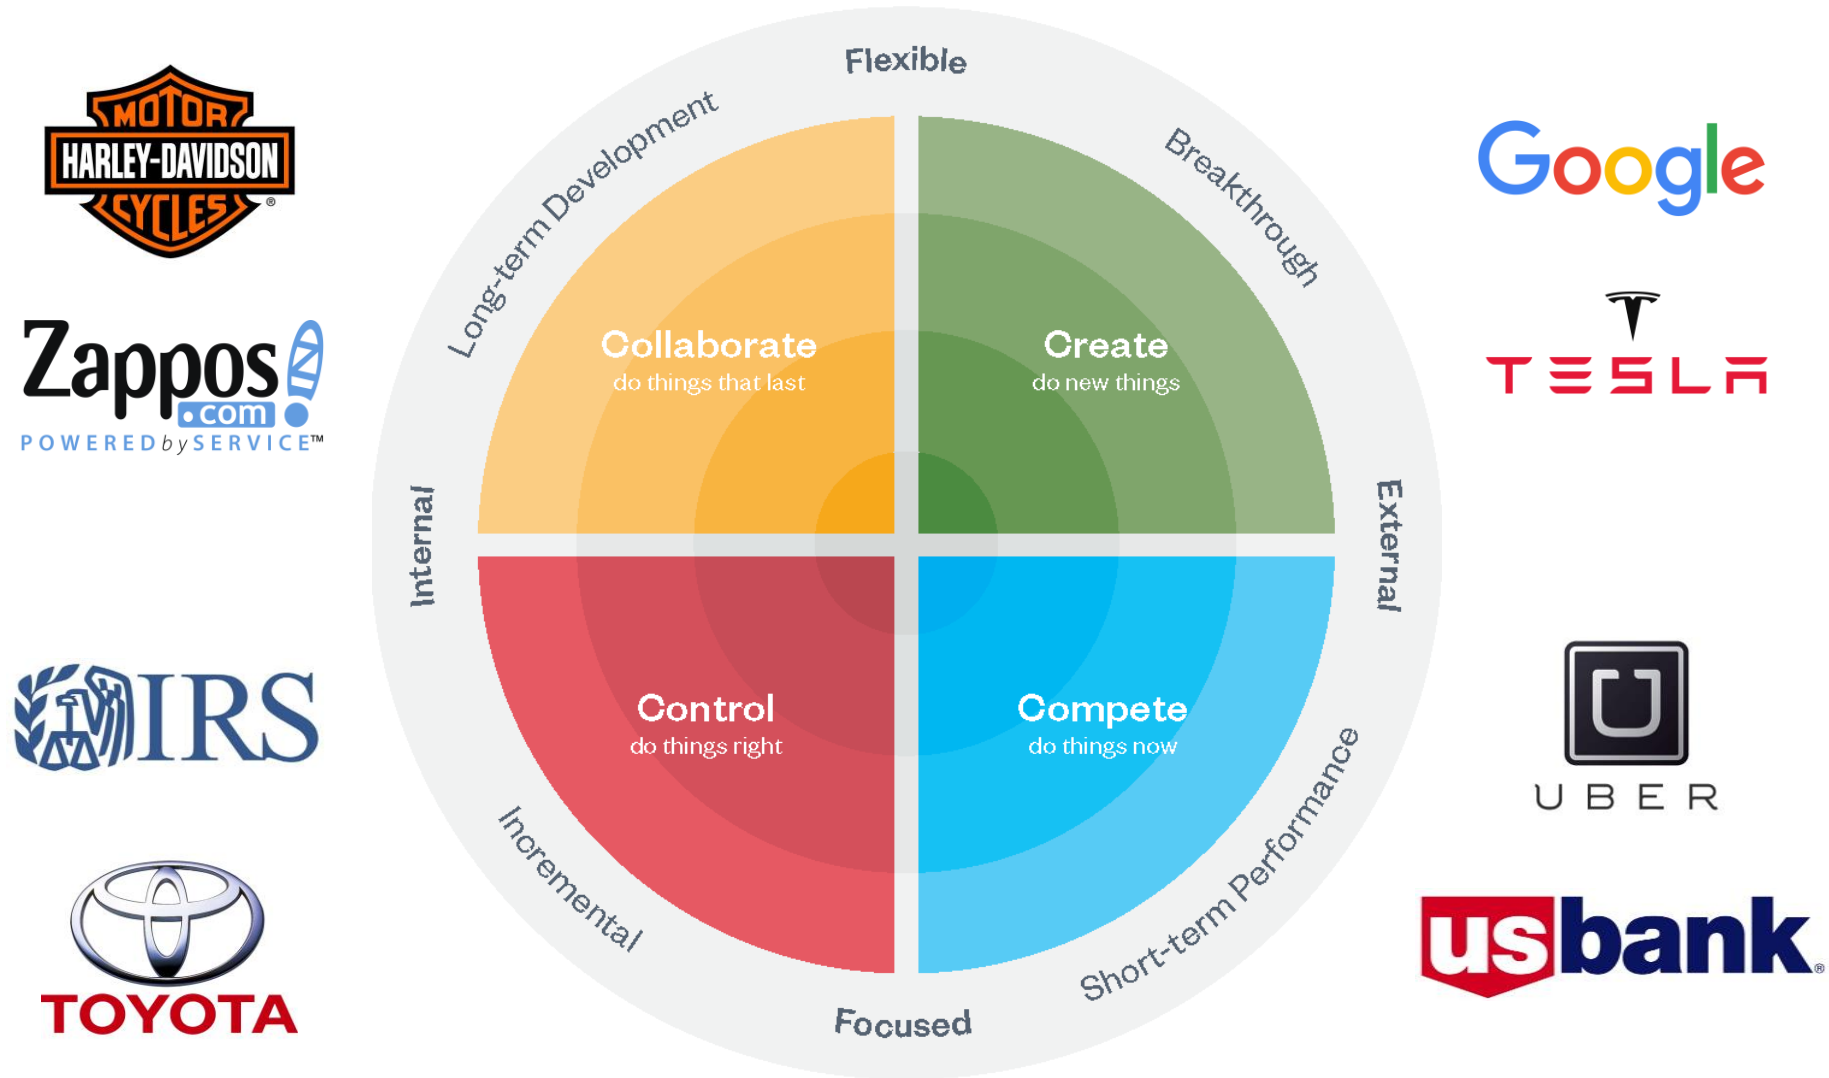 Flexible
MOTOR
HARLEY-DAVIDSON
CYCLES
®
Long-term Development
Breakthrough
Google
Zappos
.com
POWERED by SERVICE™
Collaborate
do things that last
Create
do new things
TESLA
Internal
External
IRS
Control
do things right
Compete
do things now
UBER
Incremental
Short-term Performance
TOYOTA
usbank®
Focused